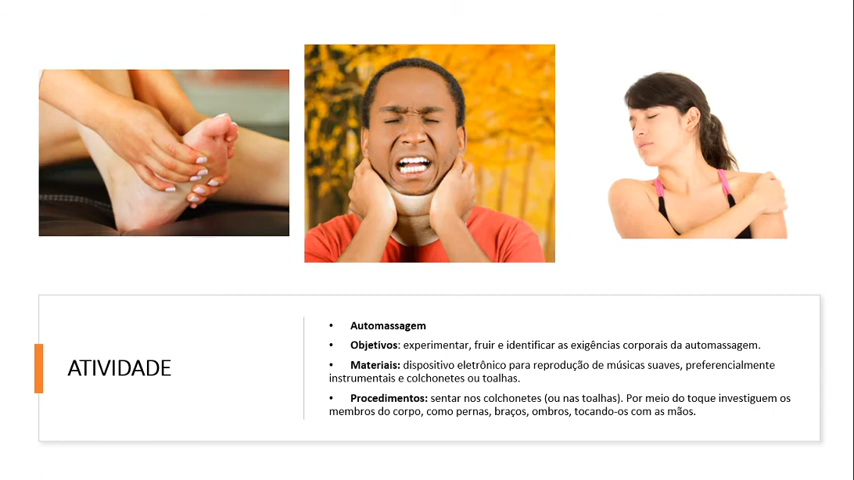 ATIVIDADE
• Automassagem
• Objetivos: experimentar, fruir e identificar as exigências corporais da automassagem.
• Materiais: dispositivo eletrônico para reprodução de músicas suaves, preferencialmente
instrumentais e colchonetes ou toalhas.
• Procedimentos: sentar nos colchonetes (ou nas toalhas). Por meio do toque investiguem os
membros do corpo, como pernas, braços, ombros, tocando-os com as mãos.